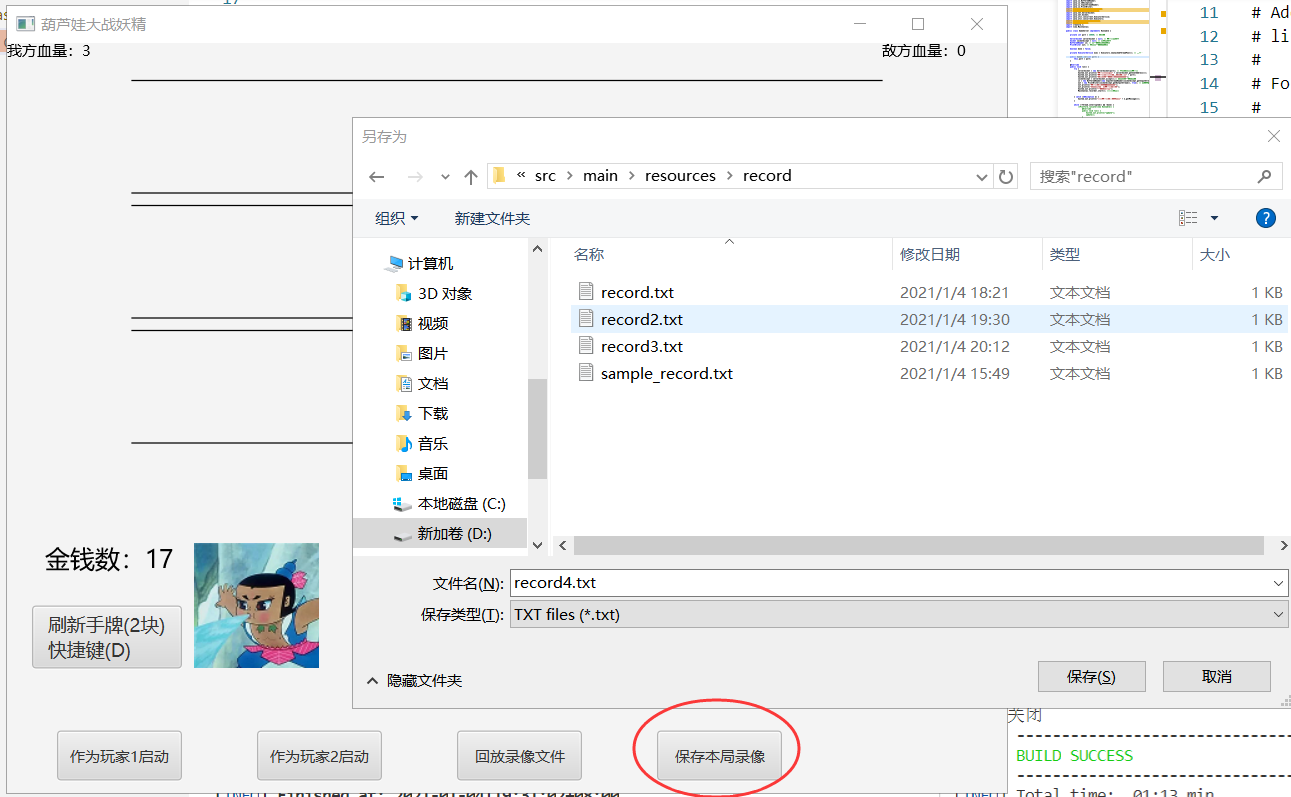 葫芦娃大战妖精
我方血量：3
敌方血量：0
11 # Ad
12 # li
13 #
14 # Fo
15 #
另存为
« src › main › resources › record
搜索"record"
组织
新建文件夹
名称
修改日期
类型
大小
计算机
3D 对象
视频
图片
文档
下载
音乐
桌面
本地磁盘 (C:)
新加卷 (D:)
record.txt 2021/1/4 18:21 文本文档 1 KB
record2.txt 2021/1/4 19:30 文本文档 1 KB
record3.txt 2021/1/4 20:12 文本文档 1 KB
sample_record.txt 2021/1/4 15:49 文本文档 1 KB
文件名(N): record4.txt
保存类型(T): TXT files (*.txt)
隐藏文件夹
保存(S)
取消
金钱数：17
刷新手牌(2块)
快捷键(D)
作为玩家1启动
作为玩家2启动
回放录像文件
保存本局录像
关闭
BUILD SUCCESS
Total time: 01:13 min